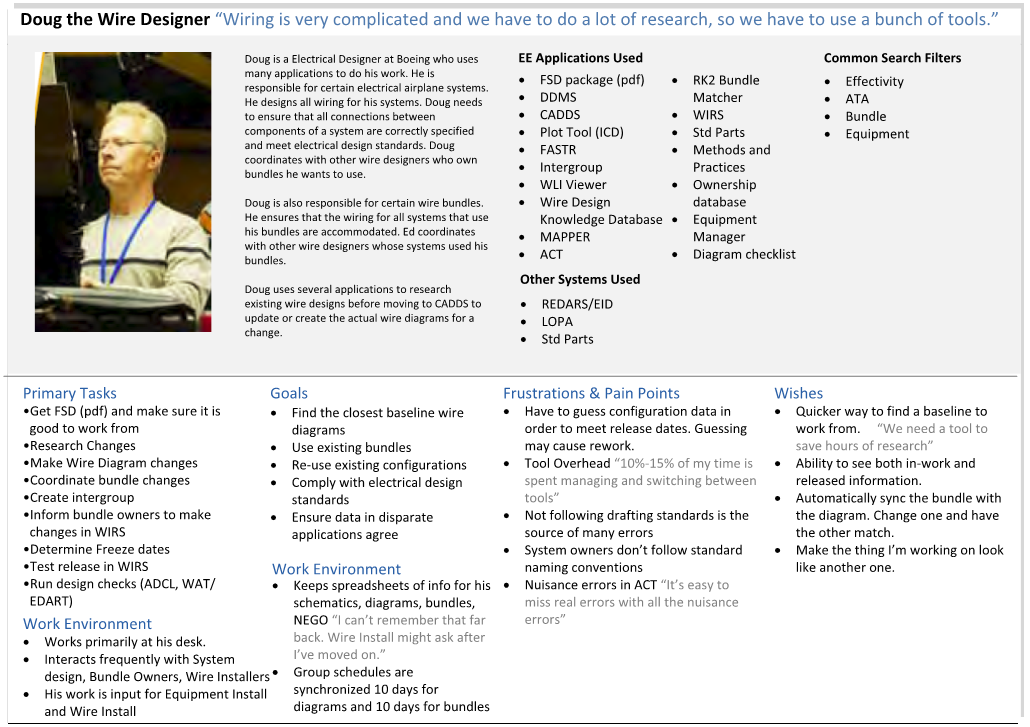 Doug the Wire Designer “Wiring is very complicated and we have to do a lot of research, so we have to use a bunch of tools.”
Doug is a Electrical Designer at Boeing who uses
many applications to do his work. He is
responsible for certain electrical airplane systems.
He designs all wiring for his systems. Doug needs
to ensure that all connections between
components of a system are correctly specified
and meet electrical design standards. Doug
coordinates with other wire designers who own
bundles he wants to use.
Doug is also responsible for certain wire bundles.
He ensures that the wiring for all systems that use
his bundles are accommodated. Ed coordinates
with other wire designers whose systems used his
bundles.
Doug uses several applications to research
existing wire designs before moving to CADDS to
update or create the actual wire diagrams for a
change.
EE Applications Used
• FSD package (pdf)
• DDMS
• CADDS
• Plot Tool (ICD)
• FASTR
• Intergroup
• WLI Viewer
• Wire Design
Knowledge Database
• MAPPER
• ACT
• RK2 Bundle
Matcher
• WIRS
• Std Parts
• Methods and
Practices
• Ownership
database
• Equipment
Manager
• Diagram checklist
Other Systems Used
• REDARS/EID
• LOPA
• Std Parts
Common Search Filters
• Effectivity
• ATA
• Bundle
• Equipment
Primary Tasks
•Get FSD (pdf) and make sure it is
good to work from
•Research Changes
•Make Wire Diagram changes
•Coordinate bundle changes
•Create intergroup
•Inform bundle owners to make
changes in WIRS
•Determine Freeze dates
•Test release in WIRS
•Run design checks (ADCL, WAT/
EDART)
Work Environment
• Works primarily at his desk.
• Interacts frequently with System
design, Bundle Owners, Wire Installers
• His work is input for Equipment Install
and Wire Install
Goals
• Find the closest baseline wire
diagrams
• Use existing bundles
• Re-use existing configurations
• Comply with electrical design
standards
• Ensure data in disparate
applications agree
Work Environment
• Keeps spreadsheets of info for his
schematics, diagrams, bundles,
NEGO “I can’t remember that far
back. Wire Install might ask after
I’ve moved on.”
• Group schedules are
synchronized 10 days for
diagrams and 10 days for bundles
Frustrations & Pain Points
• Have to guess configuration data in
order to meet release dates. Guessing
may cause rework.
• Tool Overhead “10%-15% of my time is
spent managing and switching between
tools”
• Not following drafting standards is the
source of many errors
• System owners don’t follow standard
naming conventions
• Nuisance errors in ACT “It’s easy to
miss real errors with all the nuisance
errors”
Wishes
• Quicker way to find a baseline to
work from. “We need a tool to
save hours of research”
• Ability to see both in-work and
released information.
• Automatically sync the bundle with
the diagram. Change one and have
the other match.
• Make the thing I’m working on look
like another one.